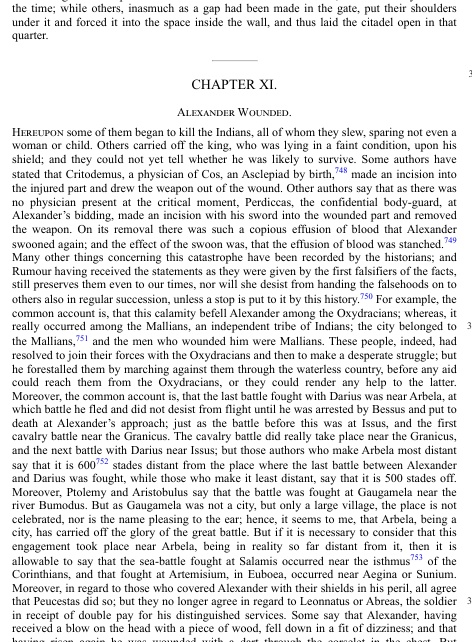 the time; while others, inasmuch as a gap had been made in the gate, put their shoulders
under it and forced it into the space inside the wall, and thus laid the citadel open in that
quarter.
3
CHAPTER XI.
ALEXANDER WOUNDED.
HEREUPON some of them began to kill the Indians, all of whom they slew, sparing not even a
woman or child. Others carried off the king, who was lying in a faint condition, upon his
shield; and they could not yet tell whether he was likely to survive. Some authors have
stated that Critodemus, a physician of Cos, an Asclepiad by birth,748 made an incision into
the injured part and drew the weapon out of the wound. Other authors say that as there was
no physician present at the critical moment, Perdiccas, the confidential body-guard, at
Alexander's bidding, made an incision with his sword into the wounded part and removed
the weapon. On its removal there was such a copious effusion of blood that Alexander
swooned again; and the effect of the swoon was, that the effusion of blood was stanched.749
Many other things concerning this catastrophe have been recorded by the historians; and
Rumour having received the statements as they were given by the first falsifiers of the facts,
still preserves them even to our times, nor will she desist from handing the falsehoods on to
others also in regular succession, unless a stop is put to it by this history.750 For example, the
common account is, that this calamity befell Alexander among the Oxydracians; whereas, it
really occurred among the Mallians, an independent tribe of Indians; the city belonged to 3
the Mallians,751 and the men who wounded him were Mallians. These people, indeed, had
resolved to join their forces with the Oxydracians and then to make a desperate struggle; but
he forestalled them by marching against them through the waterless country, before any aid
could reach them from the Oxydracians, or they could render any help to the latter.
Moreover, the common account is, that the last battle fought with Darius was near Arbela, at
which battle he fled and did not desist from flight until he was arrested by Bessus and put to
death at Alexander's approach; just as the battle before this was at Issus, and the first
cavalry battle near the Granicus. The cavalry battle did really take place near the Granicus,
and the next battle with Darius near Issus; but those authors who make Arbela most distant
say that it is 600752 stades distant from the place where the last battle between Alexander
and Darius was fought, while those who make it least distant, say that it is 500 stades off.
Moreover, Ptolemy and Aristobulus say that the battle was fought at Gaugamela near the
river Bumodus. But as Gaugamela was not a city, but only a large village, the place is not
celebrated, nor is the name pleasing to the ear; hence, it seems to me, that Arbela, being a
city, has carried off the glory of the great battle. But if it is necessary to consider that this
engagement took place near Arbela, being in reality so far distant from it, then it is
allowable to say that the sea-battle fought at Salamis occurred near the isthmus753 of the
Corinthians, and that fought at Artemisium, in Euboea, occurred near Aegina or Sunium.
Moreover, in regard to those who covered Alexander with their shields in his peril, all agree
that Peucestas did so; but they no longer agree in regard to Leonnatus or Abreas, the soldier 3
in receipt of double pay for his distinguished services. Some say that Alexander, having
received a blow on the head with a piece of wood, fell down in a fit of dizziness; and that